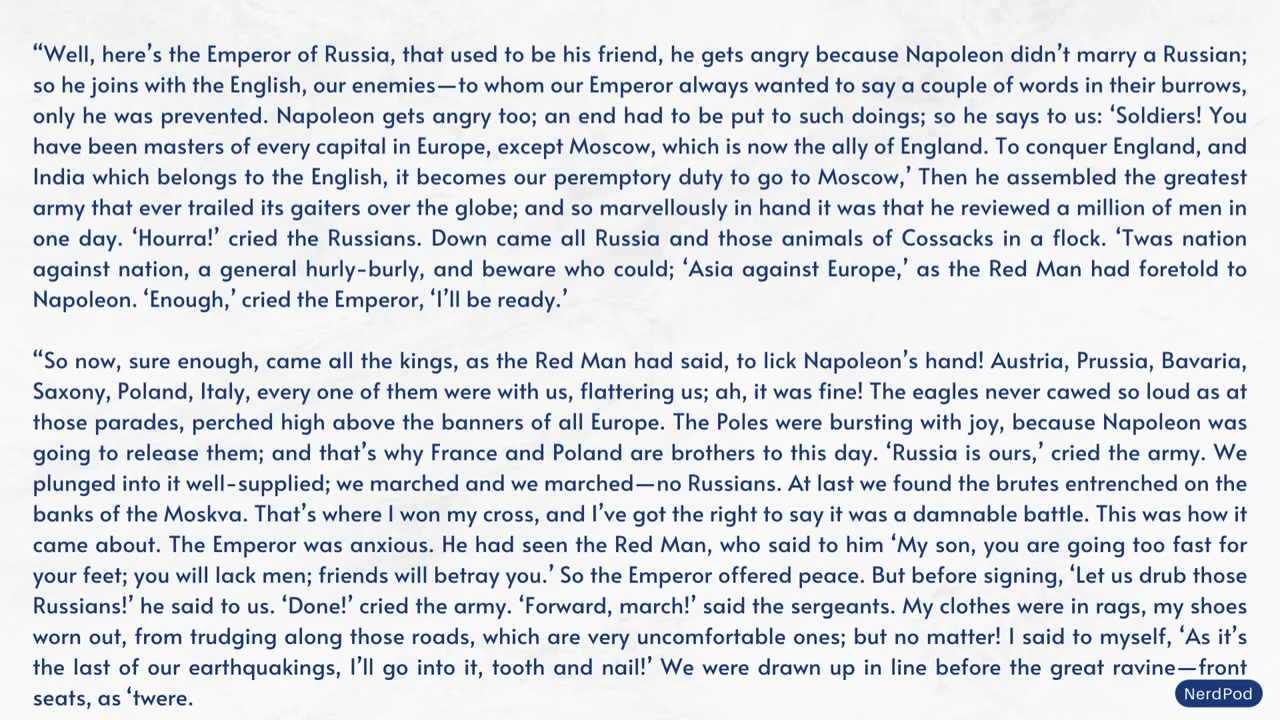 “Well, here’s the Emperor of Russia, that used to be his friend, he gets angry because Napoleon didn’t marry a Russian;
so he joins with the English, our enemies—to whom our Emperor always wanted to say a couple of words in their burrows,
only he was prevented. Napoleon gets angry too; an end had to be put to such doings; so he says to us: ‘Soldiers! You
have been masters of every capital in Europe, except Moscow, which is now the ally of England. To conquer England, and
India which belongs to the English, it becomes our peremptory duty to go to Moscow,’ Then he assembled the greatest
army that ever trailed its gaiters over the globe; and so marvellously in hand it was that he reviewed a million of men in
one day. ‘Hourra!’ cried the Russians. Down came all Russia and those animals of Cossacks in a flock. ‘Twas nation
against nation, a general hurly-burly, and beware who could; ‘Asia against Europe,’ as the Red Man had foretold to
Napoleon. ‘Enough,’ cried the Emperor, ‘I’ll be ready.’
“So now, sure enough, came all the kings, as the Red Man had said, to lick Napoleon’s hand! Austria, Prussia, Bavaria,
Saxony, Poland, Italy, every one of them were with us, flattering us; ah, it was fine! The eagles never cawed so loud as at
those parades, perched high above the banners of all Europe. The Poles were bursting with joy, because Napoleon was
going to release them; and that’s why France and Poland are brothers to this day. ‘Russia is ours,’ cried the army. We
plunged into it well-supplied; we marched and we marched—no Russians. At last we found the brutes entrenched on the
banks of the Moskva. That’s where I won my cross, and I’ve got the right to say it was a damnable battle. This was how it
came about. The Emperor was anxious. He had seen the Red Man, who said to him ‘My son, you are going too fast for
your feet; you will lack men; friends will betray you.’ So the Emperor offered peace. But before signing, ‘Let us drub those
Russians!’ he said to us. ‘Done!’ cried the army. ‘Forward, march!’ said the sergeants. My clothes were in rags, my shoes
worn out, from trudging along those roads, which are very uncomfortable ones; but no matter! I said to myself, ‘As it’s
the last of our earthquakings, I’ll go into it, tooth and nail!’ We were drawn up in line before the great ravine—front
seats, as ‘twere.
NerdPod